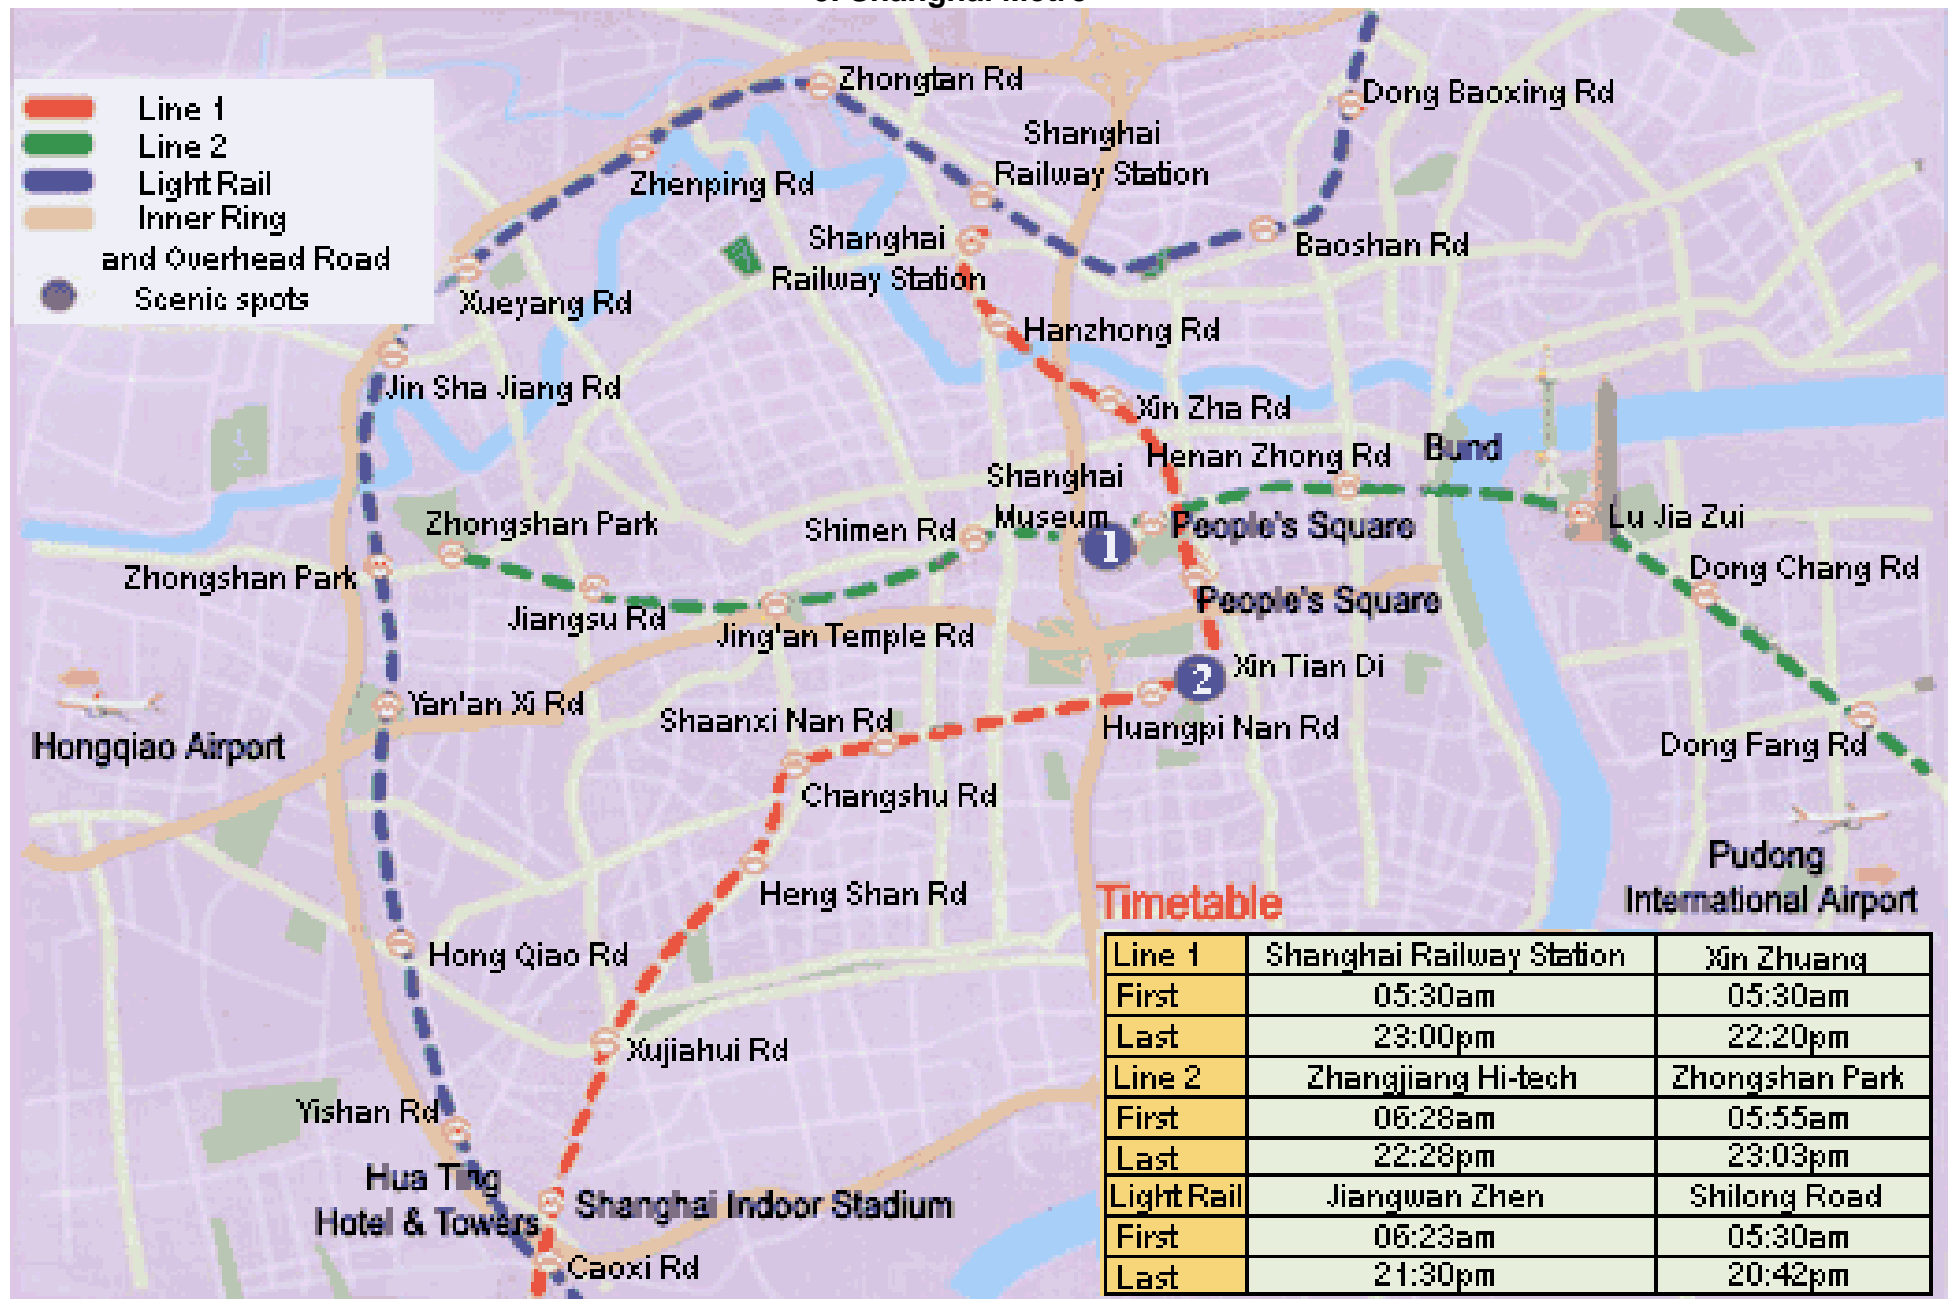 of Shanghai Metro
Line 1
Line 2
Light Rail
Inner Ring
and Overhead Road
Scenic spots
Zhongtan Rd
Dong Baoxing Rd
Shanghai
Railway Station
Zhenping Rd
Shanghai
Railway Station
Baoshan Rd
Xueyang Rd
Hanzhong Rd
Jin Sha Jiang Rd
Xin Zha Rd
Henan Zhong Rd
Bund
Shanghai
Museum
1
Zhongshan Park
Shimen Rd
People's Square
Lu Jia Zui
Zhongshan Park
Dong Chang Rd
Jiangsu Rd
Jing'an Temple Rd
People's Square
Xin Tian Di
2
Yan'an Xi Rd
Shaanxi Nan Rd
Huangpi Nan Rd
Hongqiao Airport
Dong Fang Rd
Changshu Rd
Pudong
International Airport
Heng Shan Rd
Hong Qiao Rd
Xujiahui Rd
Yishan Rd
Hua Ting
Hotel & Towers
Shanghai Indoor Stadium
Caoxi Rd
Timetable
Line 1 Shanghai Railway Station Xin Zhuang
First 05:30am 05:30am
Last 23:00pm 22:20pm
Line 2 Zhangjiang Hi-tech Zhongshan Park
First 06:28am 05:55am
Last 22:28pm 23:03pm
Light Rail Jiangwan Zhen Shilong Road
First 06:23am 05:30am
Last 21:30pm 20:42pm